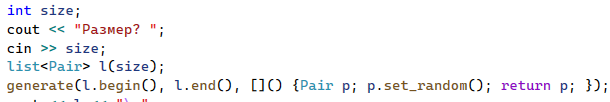 int size;
cout << "Размер? ";
cin >> size;
list<Pair> l(size);
generate(l.begin(), l.end(), []() {Pair p; p.set_random(); return p; });